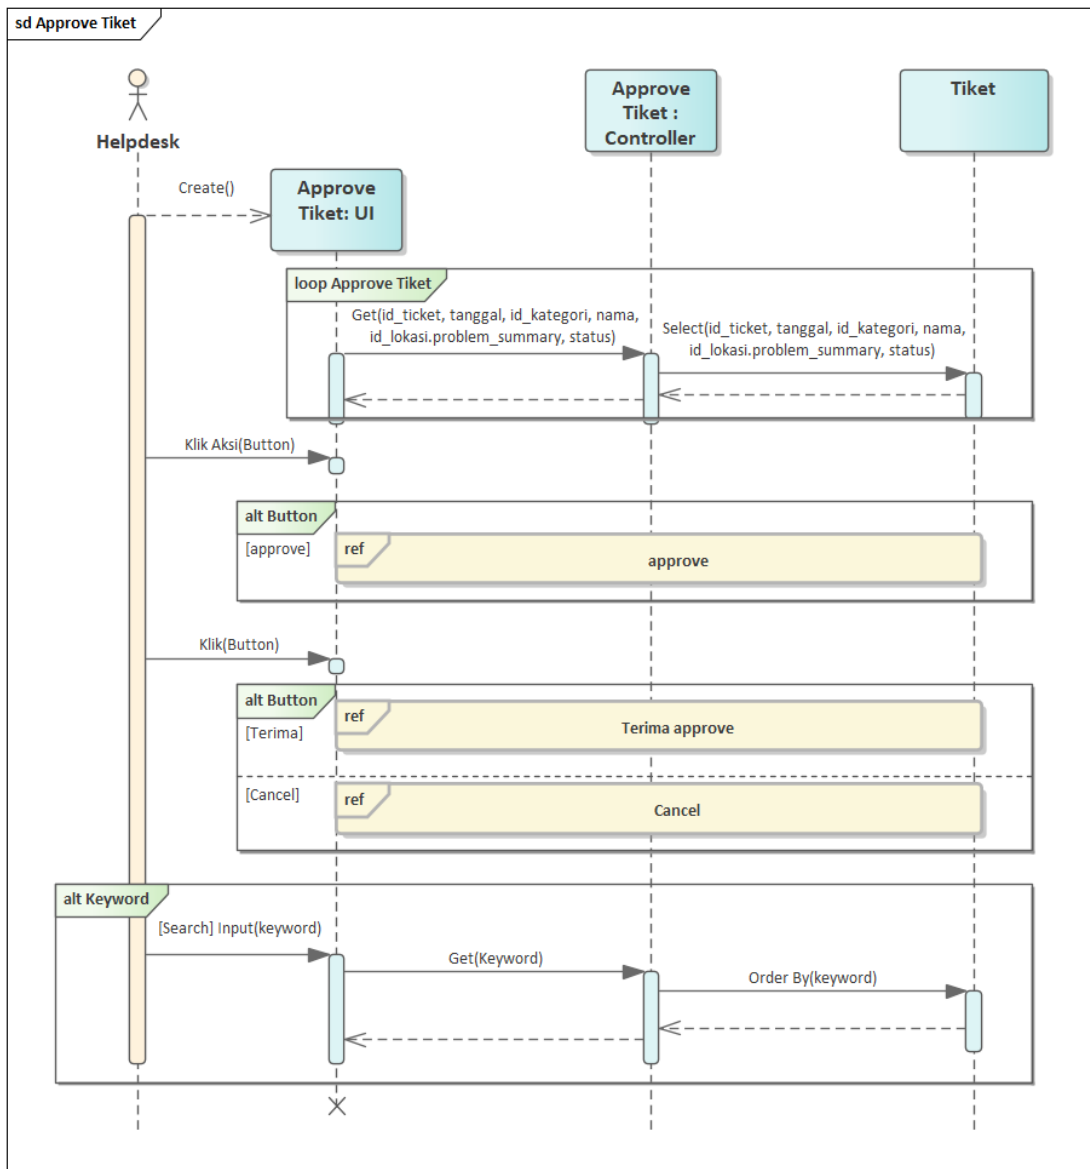 sd Approve Tiket
Helpdesk
Approve
Tiket :
Controller
Tiket
Create()
Approve
Tiket: UI
loop Approve Tiket
Get(id_ticket, tanggal, id_kategori, nama,
id_lokasi.problem_summary, status)
Select(id_ticket, tanggal, id_kategori, nama,
id_lokasi.problem_summary, status)
Klik Aksi(Button)
alt Button
[approve]
ref
approve
Klik(Button)
alt Button
[Terima]
ref
Terima approve
[Cancel]
ref
Cancel
alt Keyword
[Search] Input(keyword)
Get(Keyword)
Order By(keyword)